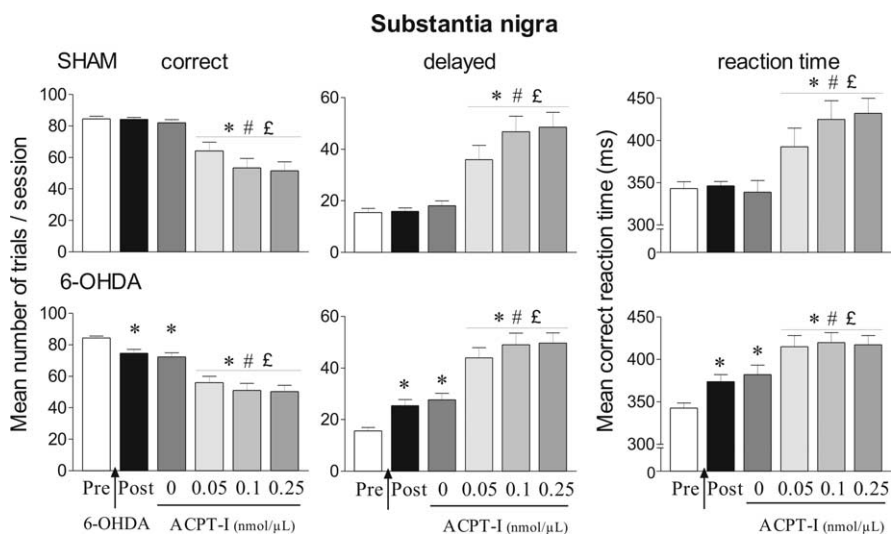 Substantia nigra
SHAM correct delayed reaction time
Mean number of trials / session
Mean correct reaction time (ms)
100
80
60
40
20
0
* # £
60
40
20
0
* # £
450
400
350
300
0
* # £
6-OHDA
100
80
60
40
20
0
* * * # £
60
40
20
0
* * * # £
450
400
350
300
0
* * * # £
Pre Post 0 0.05 0.1 0.25
6-OHDA ACPT-I (nmol/µL)
Pre Post 0 0.05 0.1 0.25
ACPT-I (nmol/µL)
Pre Post 0 0.05 0.1 0.25
ACPT-I (nmol/µL)